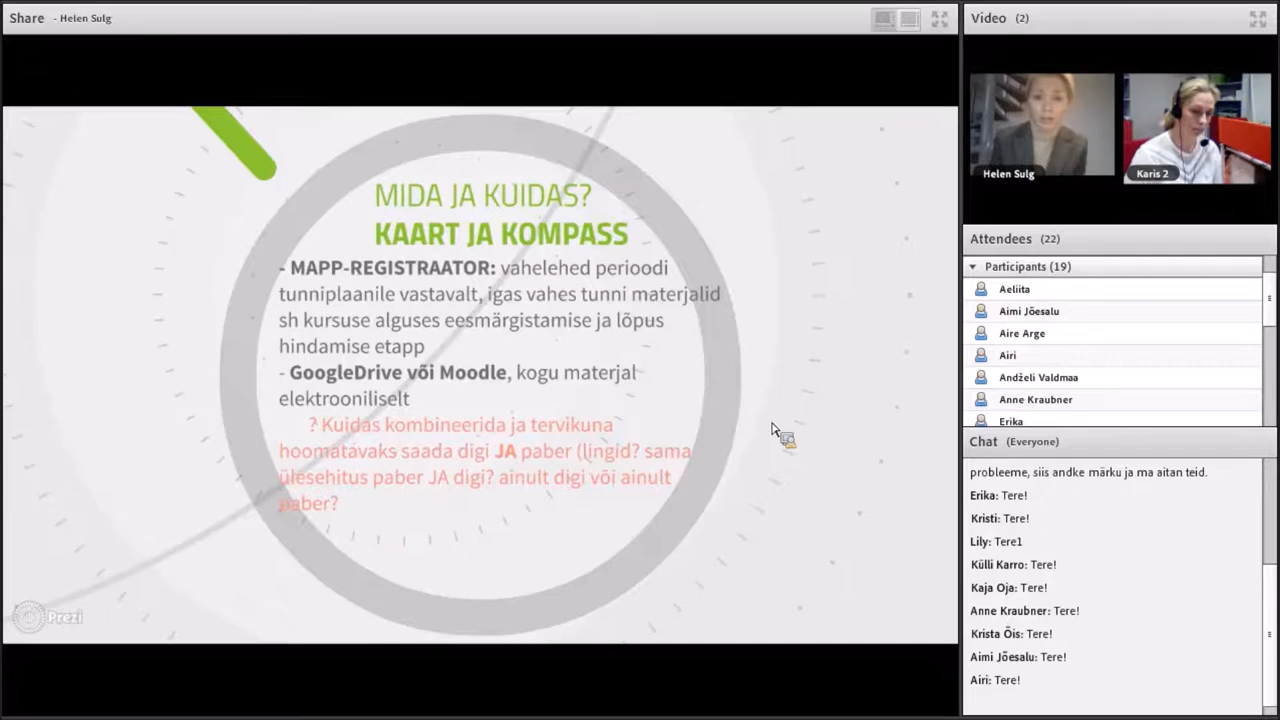 Share - Helen Sulg
MIDA JA KUIDAS?
KAART JA KOMPASS
- MAPP-REGISTRAATOR: vahelehed perioodi
tunniplaanile vastavalt, igas vahes tunni materjalid
sh kursuse alguses eesmärgistamise ja lõpus
hindamise etapp
- GoogleDrive või Moodle, kogu materjal
elektrooniliselt
? Kuidas kombineerida ja tervikuna
hoomatavaks saada digi JA paber (lingid? sama
ülesehitus paber JA digi? ainult digi või ainult
paber?
Prezi
Video (2)
Helen Sulg
Karis 2
Attendees (22)
Participants (19)
Aeliita
Aimi Jõesalu
Aire Arge
Airi
Andželi Valdmaa
Anne Kraubner
Erika
Chat (Everyone)
probleeme, siis andke märku ja ma aitan teid.
Erika: Tere!
Kristi: Tere!
Lily: Tere1
Külli Karro: Tere!
Kaja Oja: Tere!
Anne Kraubner: Tere!
Krista Õis: Tere!
Aimi Jõesalu: Tere!
Airi: Tere!